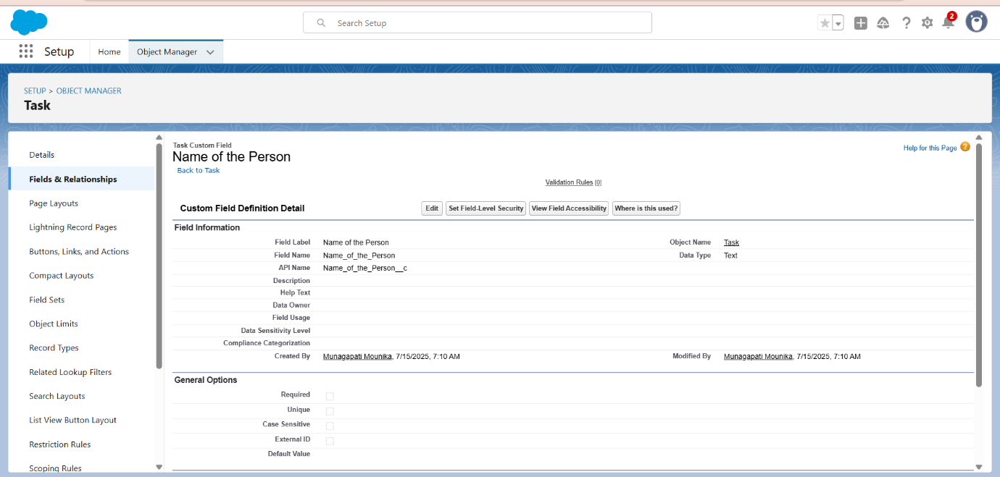 Search Setup
2
Setup
Home
Object Manager
SETUP > OBJECT MANAGER
Task
Details
Fields & Relationships
Page Layouts
Lightning Record Pages
Buttons, Links, and Actions
Compact Layouts
Field Sets
Object Limits
Record Types
Related Lookup Filters
Search Layouts
List View Button Layout
Restriction Rules
Scoping Rules
Task Custom Field
Name of the Person
Back to Task
Help for this Page ?
Validation Rules [0]
Custom Field Definition Detail Edit Set Field-Level Security View Field Accessibility Where is this used?
Field Information
Field Label Name of the Person Object Name Task
Field Name Name_of_the_Person Data Type Text
API Name Name_of_the_Person__c
Description
Help Text
Data Owner
Field Usage
Data Sensitivity Level
Compliance Categorization
Created By Munagapati Mounika, 7/15/2025, 7:10 AM Modified By Munagapati Mounika, 7/15/2025, 7:10 AM
General Options
Required
Unique
Case Sensitive
External ID
Default Value